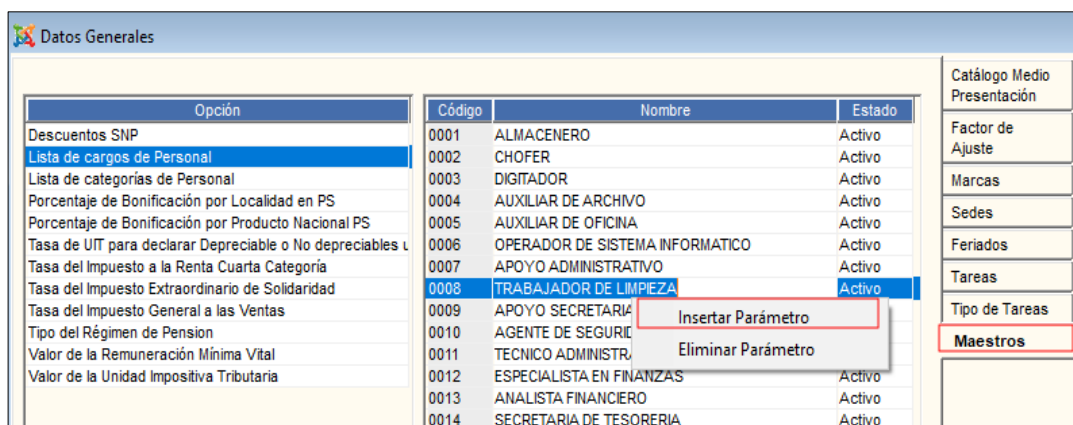 Datos Generales
Opción
Descuentos SNP
Lista de cargos de Personal
Lista de categorías de Personal
Porcentaje de Bonificación por Localidad en PS
Porcentaje de Bonificación por Producto Nacional PS
Tasa de UIT para declarar Depreciable o No depreciables u
Tasa del Impuesto a la Renta Cuarta Categoría
Tasa del Impuesto Extraordinario de Solidaridad
Tasa del Impuesto General a las Ventas
Tipo del Régimen de Pension
Valor de la Remuneración Mínima Vital
Valor de la Unidad Impositiva Tributaria
Código Nombre Estado
0001 ALMACENERO Activo
0002 CHOFER Activo
0003 DIGITADOR Activo
0004 AUXILIAR DE ARCHIVO Activo
0005 AUXILIAR DE OFICINA Activo
0006 OPERADOR DE SISTEMA INFORMATICO Activo
0007 APOYO ADMINISTRATIVO Activo
0008 TRABAJADOR DE LIMPIEZA Activo
0009 APOYO SECRETARIA
0010 AGENTE DE SEGURID
0011 TECNICO ADMINISTRA
0012 ESPECIALISTA EN FINANZAS Activo
0013 ANALISTA FINANCIERO Activo
0014 SECRETARIA DE TESORERIA Activo
Insertar Parámetro
Eliminar Parámetro
Catálogo Medio
Presentación
Factor de
Ajuste
Marcas
Sedes
Feriados
Tareas
Tipo de Tareas
Maestros